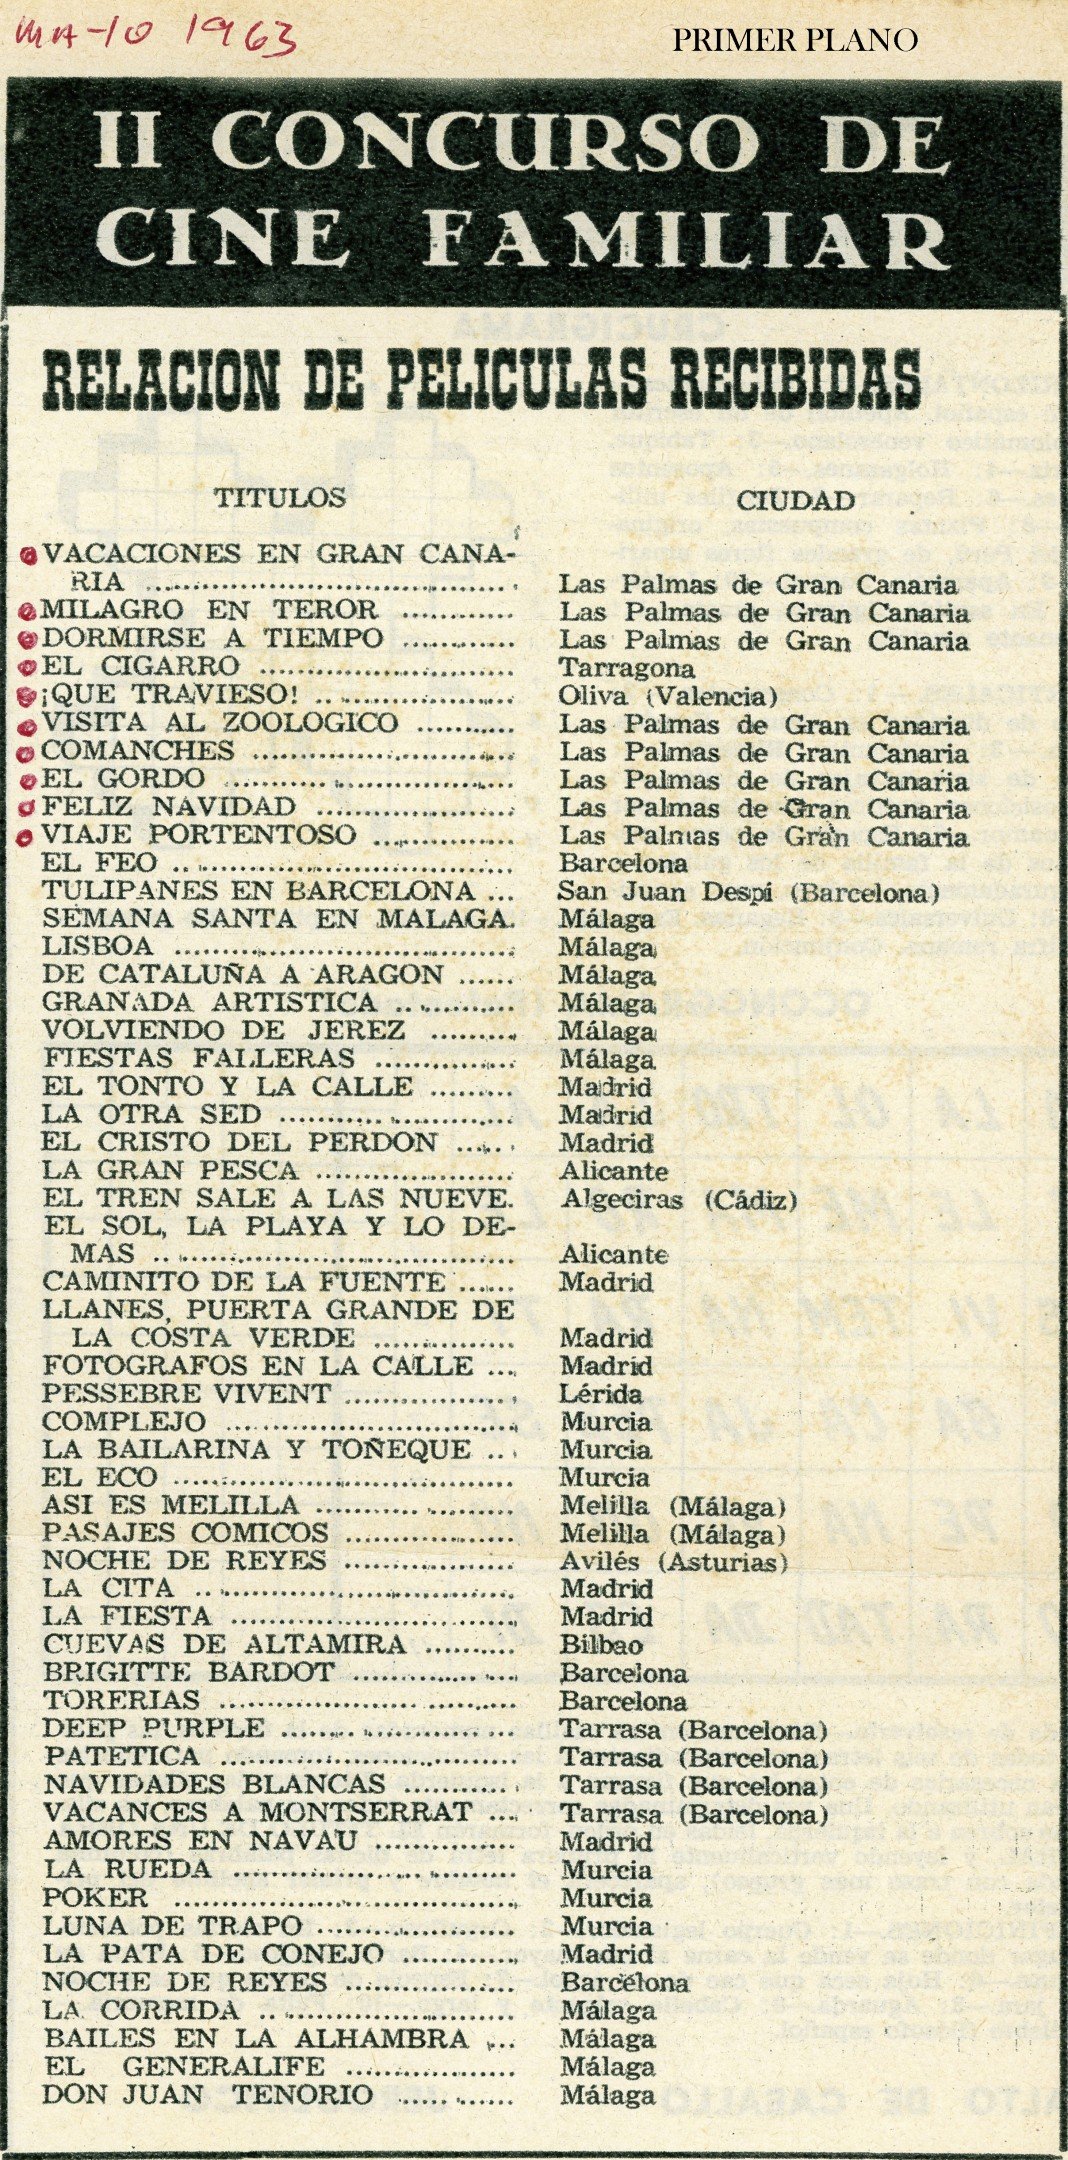 MA-10 1963
PRIMER PLANO
II CONCURSO DE
CINE FAMILIAR
RELACION DE PELICULAS RECIBIDAS
TITULOS CIUDAD
VACACIONES EN GRAN CANA-
RIA ........ Las Palmas de Gran Canaria
MILAGRO EN TEROR ........ Las Palmas de Gran Canaria
DORMIRSE A TIEMPO ........ Las Palmas de Gran Canaria
EL CIGARRO ........ Tarragona
¡QUE TRAVIESO! ........ Oliva (Valencia)
VISITA AL ZOOLOGICO ........ Las Palmas de Gran Canaria
COMANCHES ........ Las Palmas de Gran Canaria
EL GORDO ........ Las Palmas de Gran Canaria
FELIZ NAVIDAD ........ Las Palmas de Gran Canaria
VIAJE PORTENTOSO ........ Las Palmas de Gran Canaria
EL FEO ........ Barcelona
TULIPANES EN BARCELONA ... San Juan Despí (Barcelona)
SEMANA SANTA EN MALAGA. Málaga
LISBOA ........ Málaga
DE CATALUÑA A ARAGON ...... Málaga
GRANADA ARTISTICA ........ Málaga
VOLVIENDO DE JEREZ ........ Málaga
FIESTAS FALLERAS ........ Málaga
EL TONTO Y LA CALLE ........ Madrid
LA OTRA SED ........ Madrid
EL CRISTO DEL PERDON ...... Madrid
LA GRAN PESCA ........ Alicante
EL TREN SALE A LAS NUEVE. Algeciras (Cádiz)
EL SOL, LA PLAYA Y LO DE-
MAS ........ Alicante
CAMINITO DE LA FUENTE ...... Madrid
LLANES, PUERTA GRANDE DE
LA COSTA VERDE ........ Madrid
FOTOGRAFOS EN LA CALLE ... Madrid
PESSEBRE VIVENT ........ Lérida
COMPLEJO ........ Murcia
LA BAILARINA Y TOÑEQUE ... Murcia
EL ECO ........ Murcia
ASI ES MELILLA ........ Melilla (Málaga)
PASAJES COMICOS ........ Melilla (Málaga)
NOCHE DE REYES ........ Avilés (Asturias)
LA CITA ........ Madrid
LA FIESTA ........ Madrid
CUEVAS DE ALTAMIRA ........ Bilbao
BRIGITTE BARDOT ........ Barcelona
TORERIAS ........ Barcelona
DEEP PURPLE ........ Tarrasa (Barcelona)
PATETICA ........ Tarrasa (Barcelona)
NAVIDADES BLANCAS ........ Tarrasa (Barcelona)
VACANCES A MONTSERRAT ... Tarrasa (Barcelona)
AMORES EN NAVAU ........ Madrid
LA RUEDA ........ Murcia
POKER ........ Murcia
LUNA DE TRAPO ........ Murcia
LA PATA DE CONEJO ........ Madrid
NOCHE DE REYES ........ Barcelona
LA CORRIDA ........ Málaga
BAILES EN LA ALHAMBRA ... Málaga
EL GENERALIFE ........ Málaga
DON JUAN TENORIO ........ Málaga